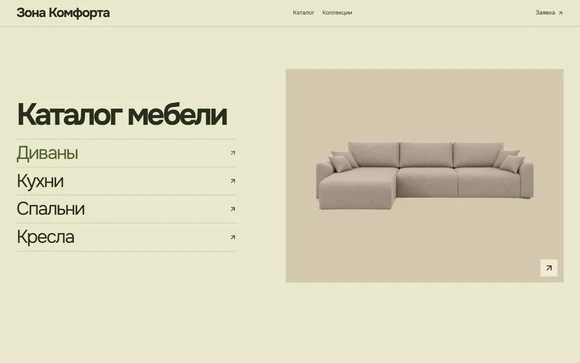 Зона Комфорта
Каталог Коллекции
Заявка
Каталог мебели
Диваны
Кухни
Спальни
Кресла